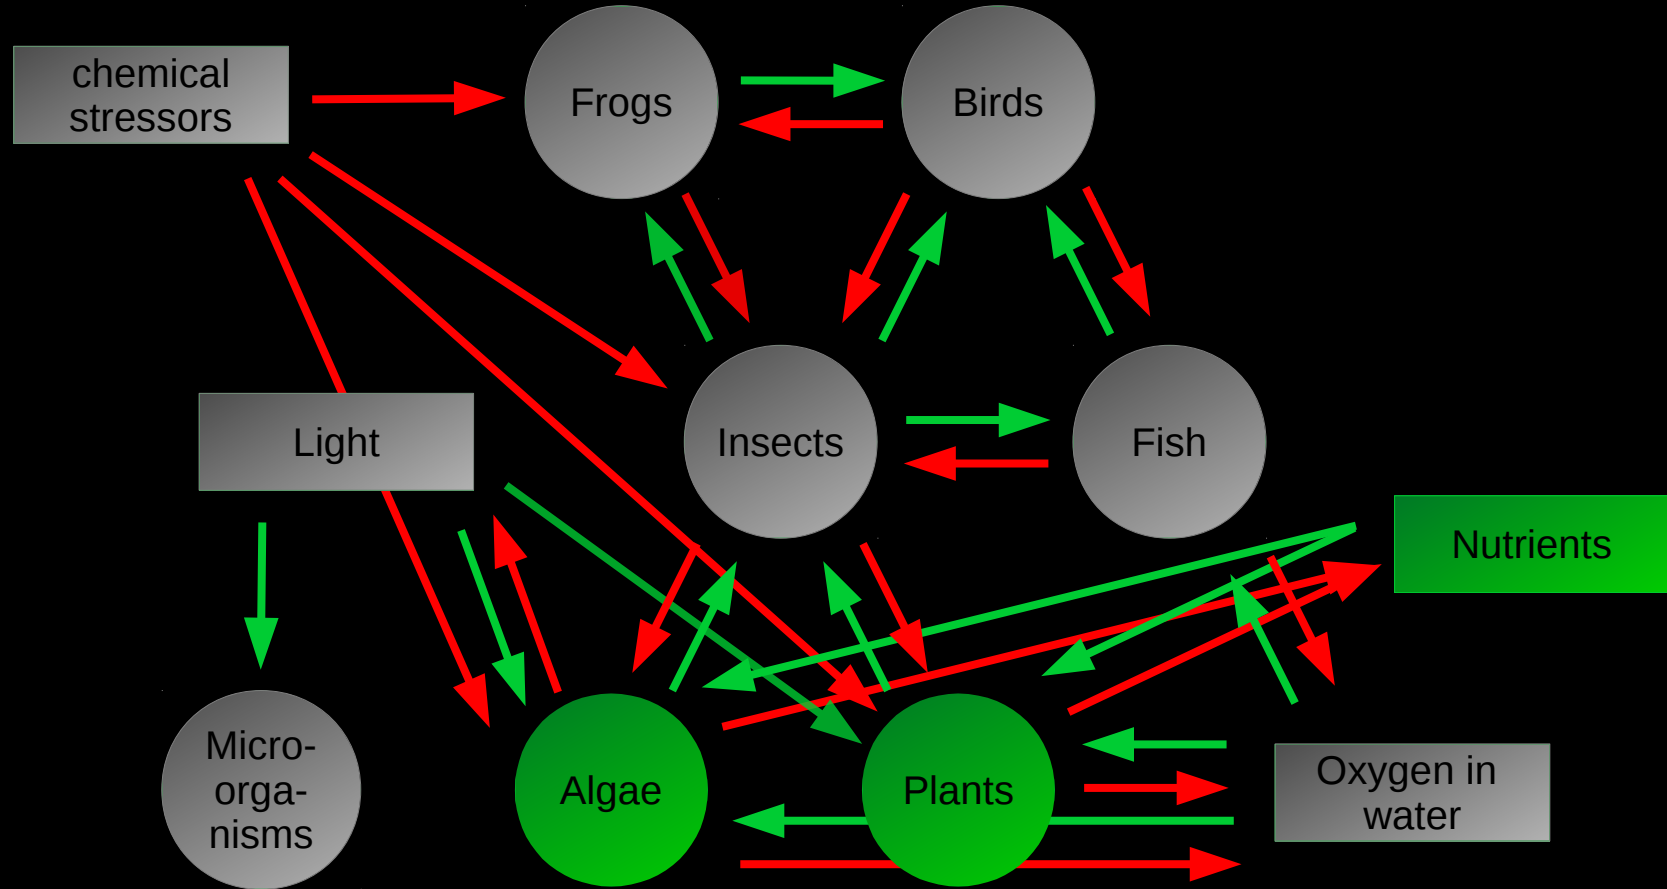 chemical
stressors
Frogs
Birds
Light
Insects
Fish
Nutrients
Micro-
orga-
nisms
Algae
Plants
Oxygen in
water